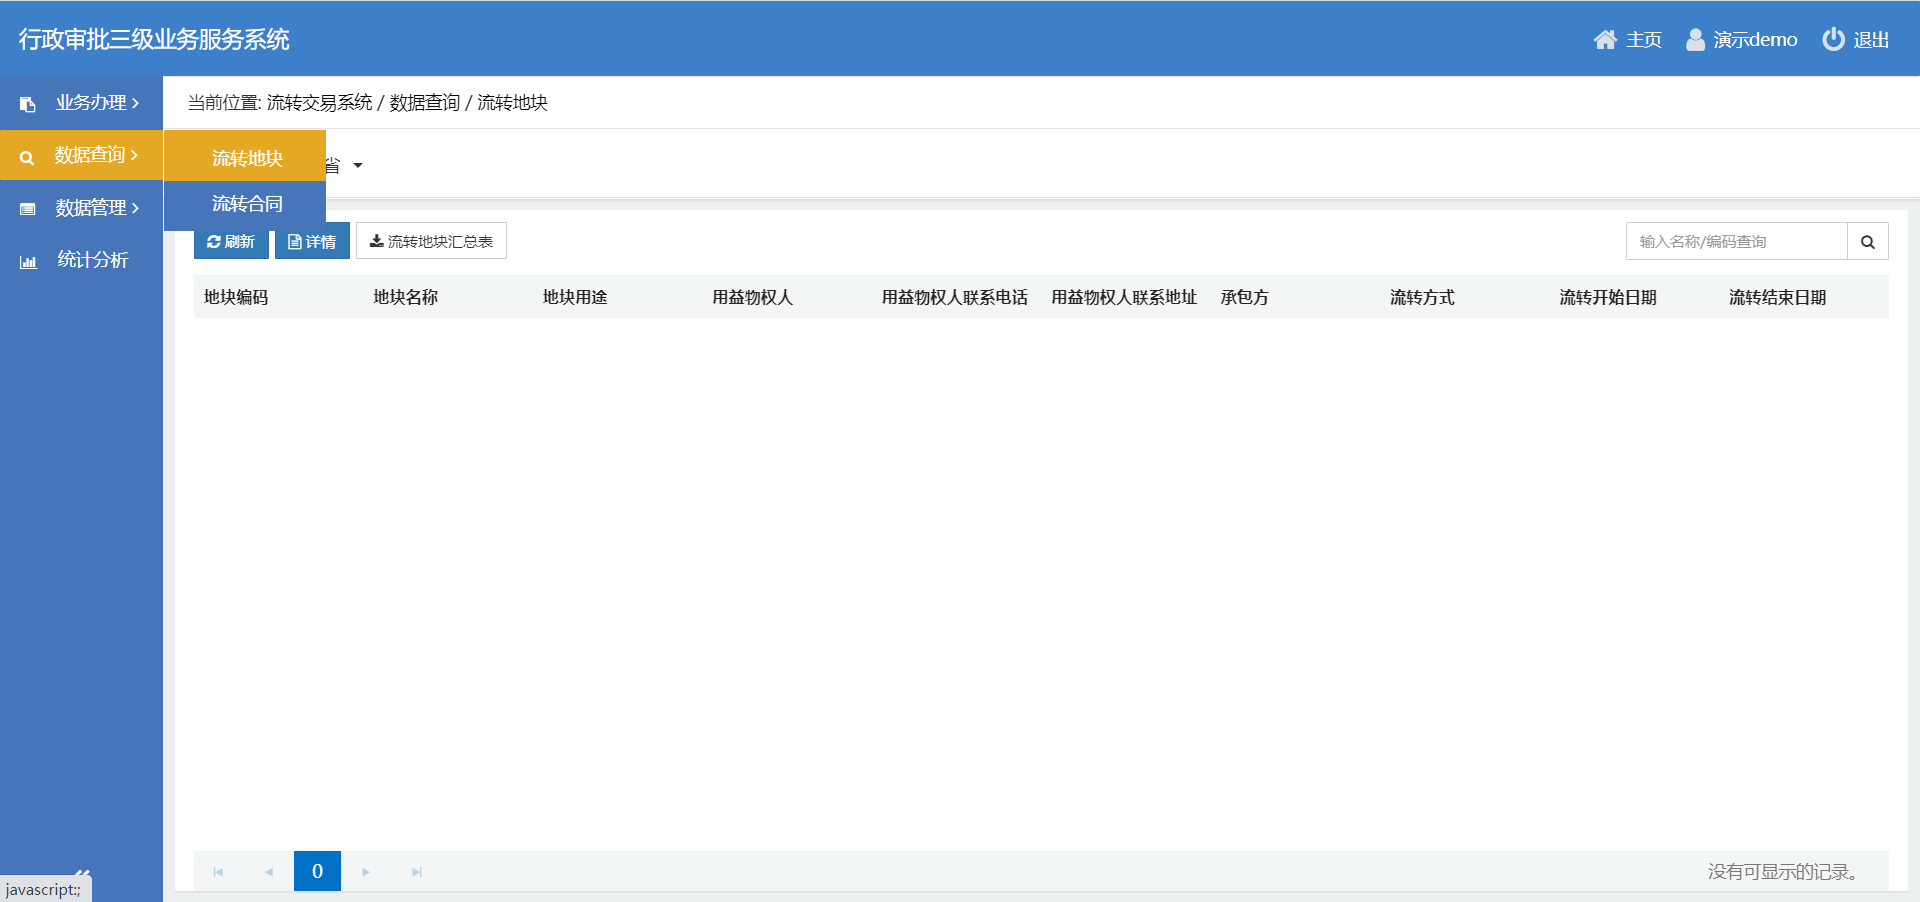 行政审批三级业务服务系统
主页 演示demo 退出
业务办理
数据查询
数据管理
统计分析
当前位置: 流转交易系统 / 数据查询 / 流转地块
流转地块
流转合同
省
刷新 详情 流转地块汇总表
输入名称/编码查询
地块编码 地块名称 地块用途 用益物权人 用益物权人联系电话 用益物权人联系地址 承包方 流转方式 流转开始日期 流转结束日期
0
没有可显示的记录。
javascript:;